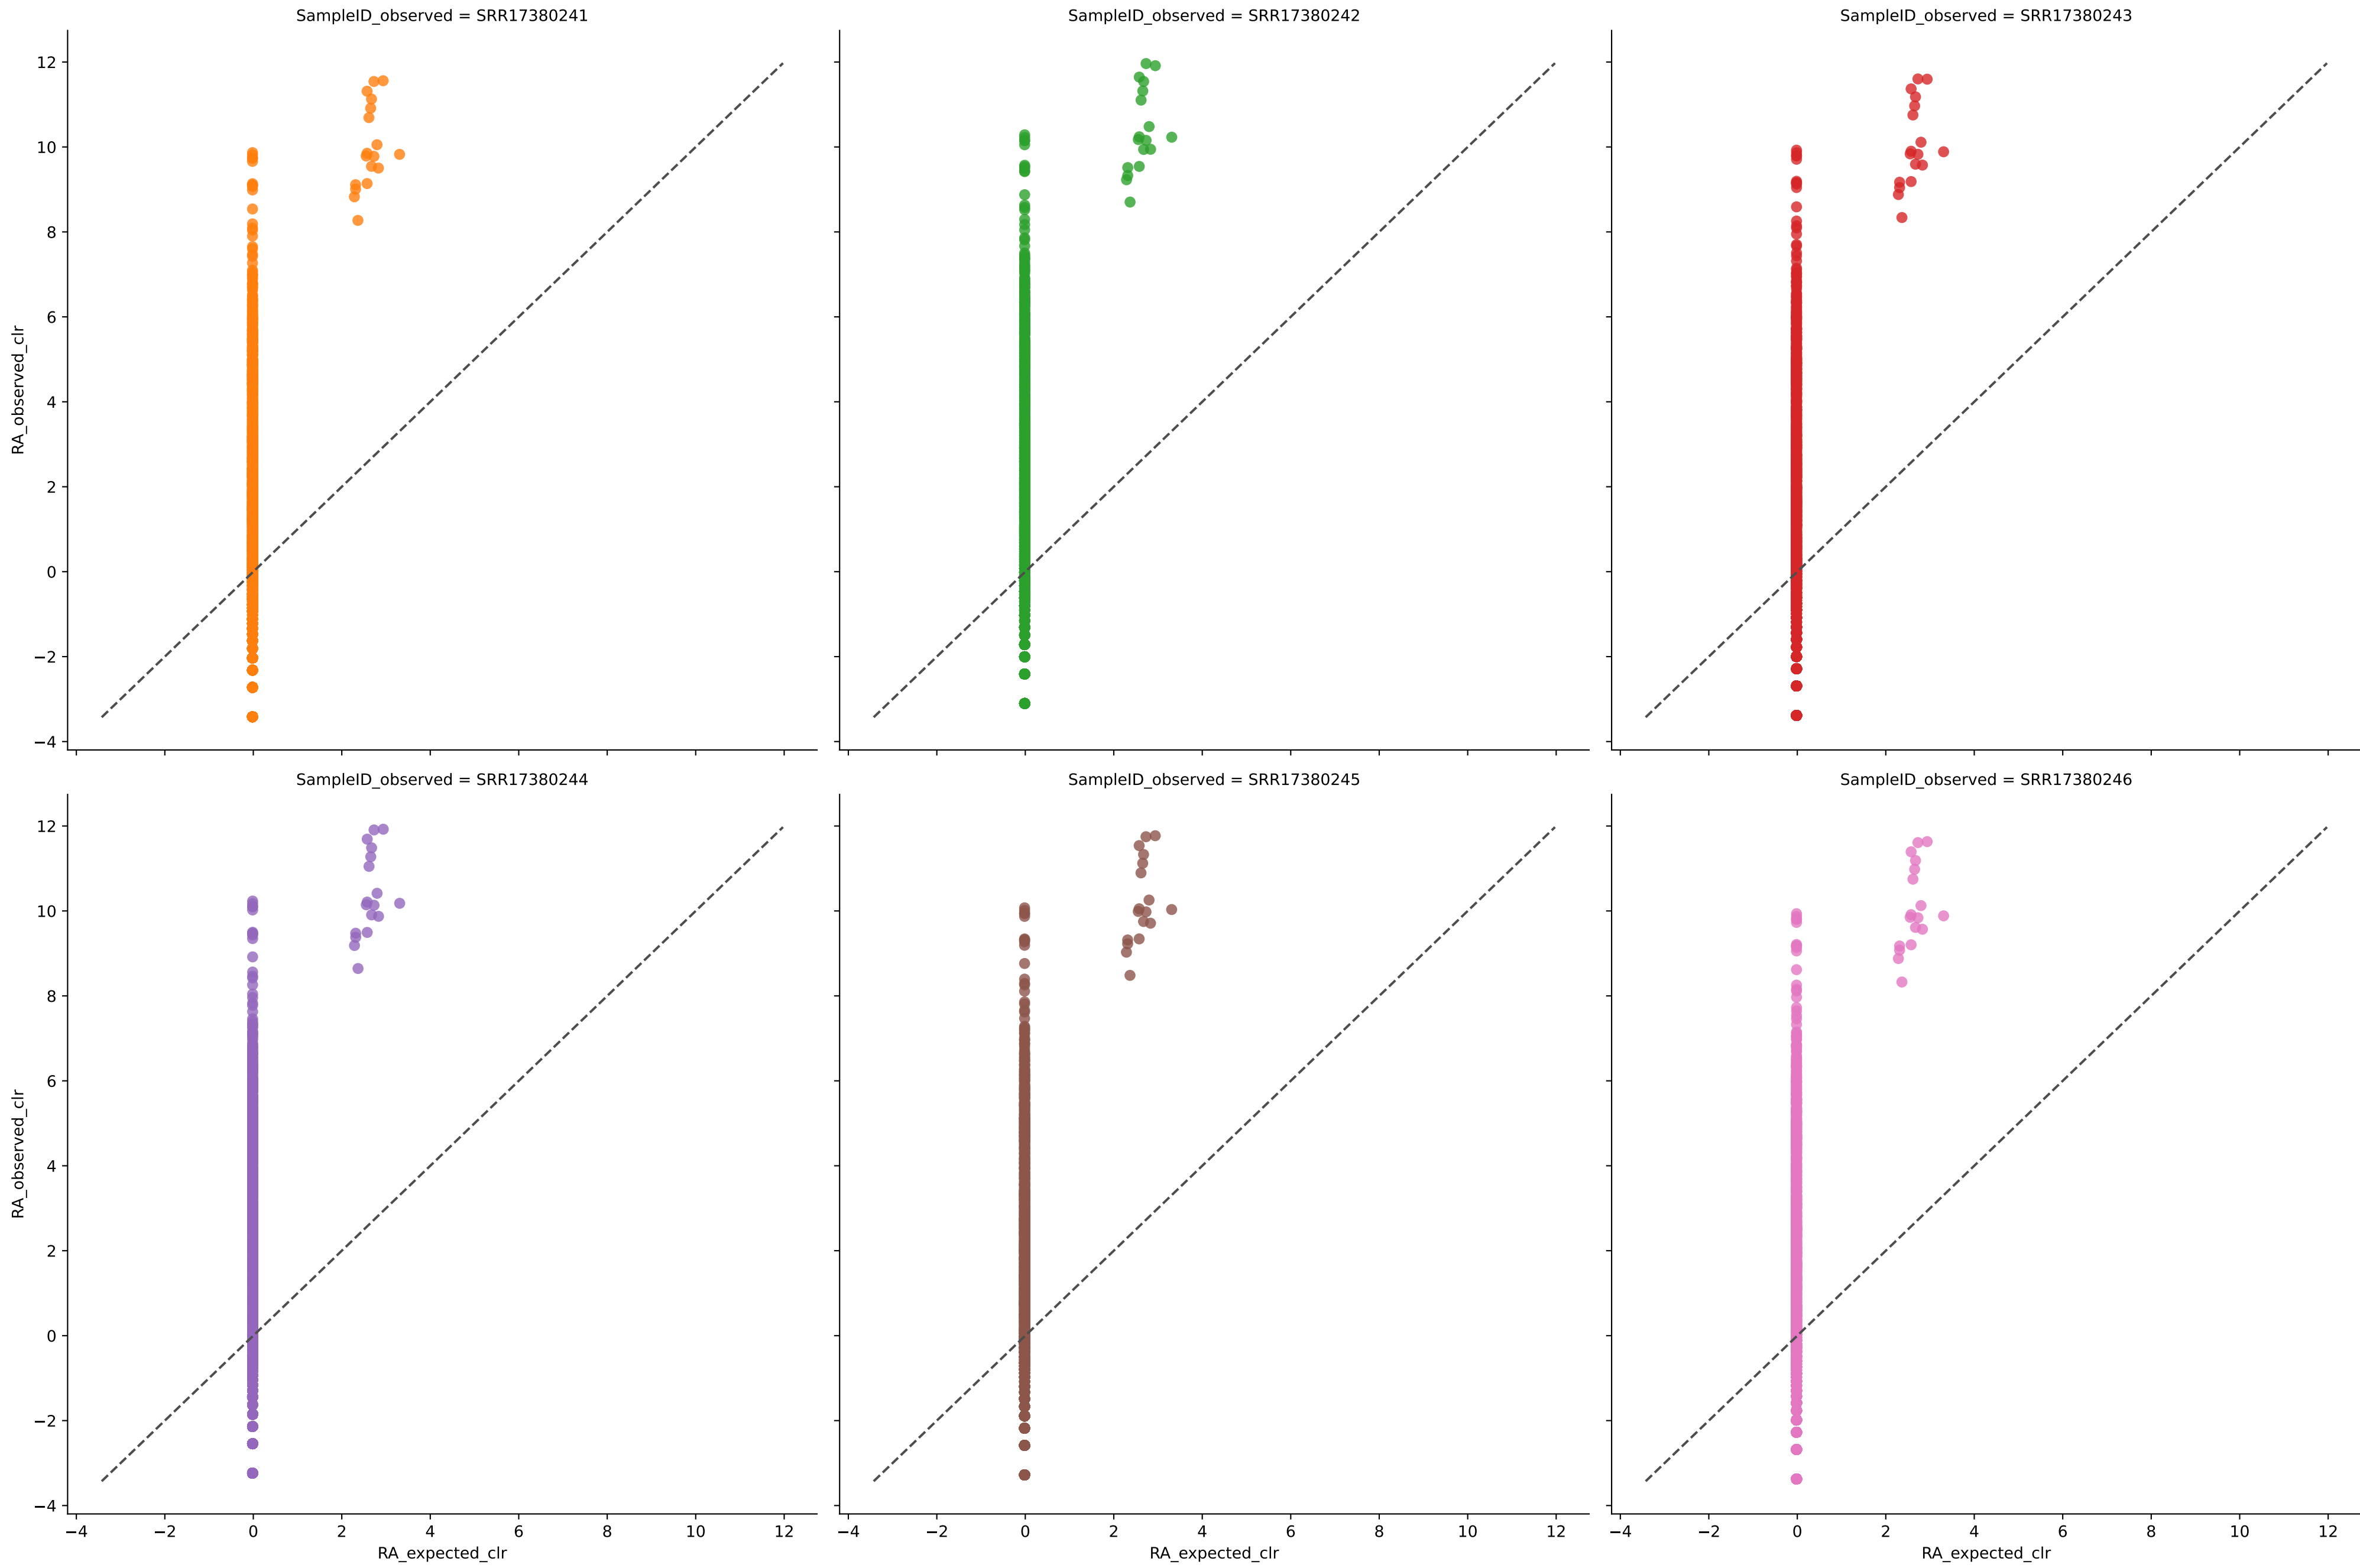 SampleID_observed = SRR17380241
SampleID_observed = SRR17380242
SampleID_observed = SRR17380243
RA_observed_clr
12
10
8
6
4
2
0
−2
−4
SampleID_observed = SRR17380244
SampleID_observed = SRR17380245
SampleID_observed = SRR17380246
RA_observed_clr
12
10
8
6
4
2
0
−2
−4
−4 −2 0 2 4 6 8 10 12
−4 −2 0 2 4 6 8 10 12
−4 −2 0 2 4 6 8 10 12
RA_expected_clr
RA_expected_clr
RA_expected_clr